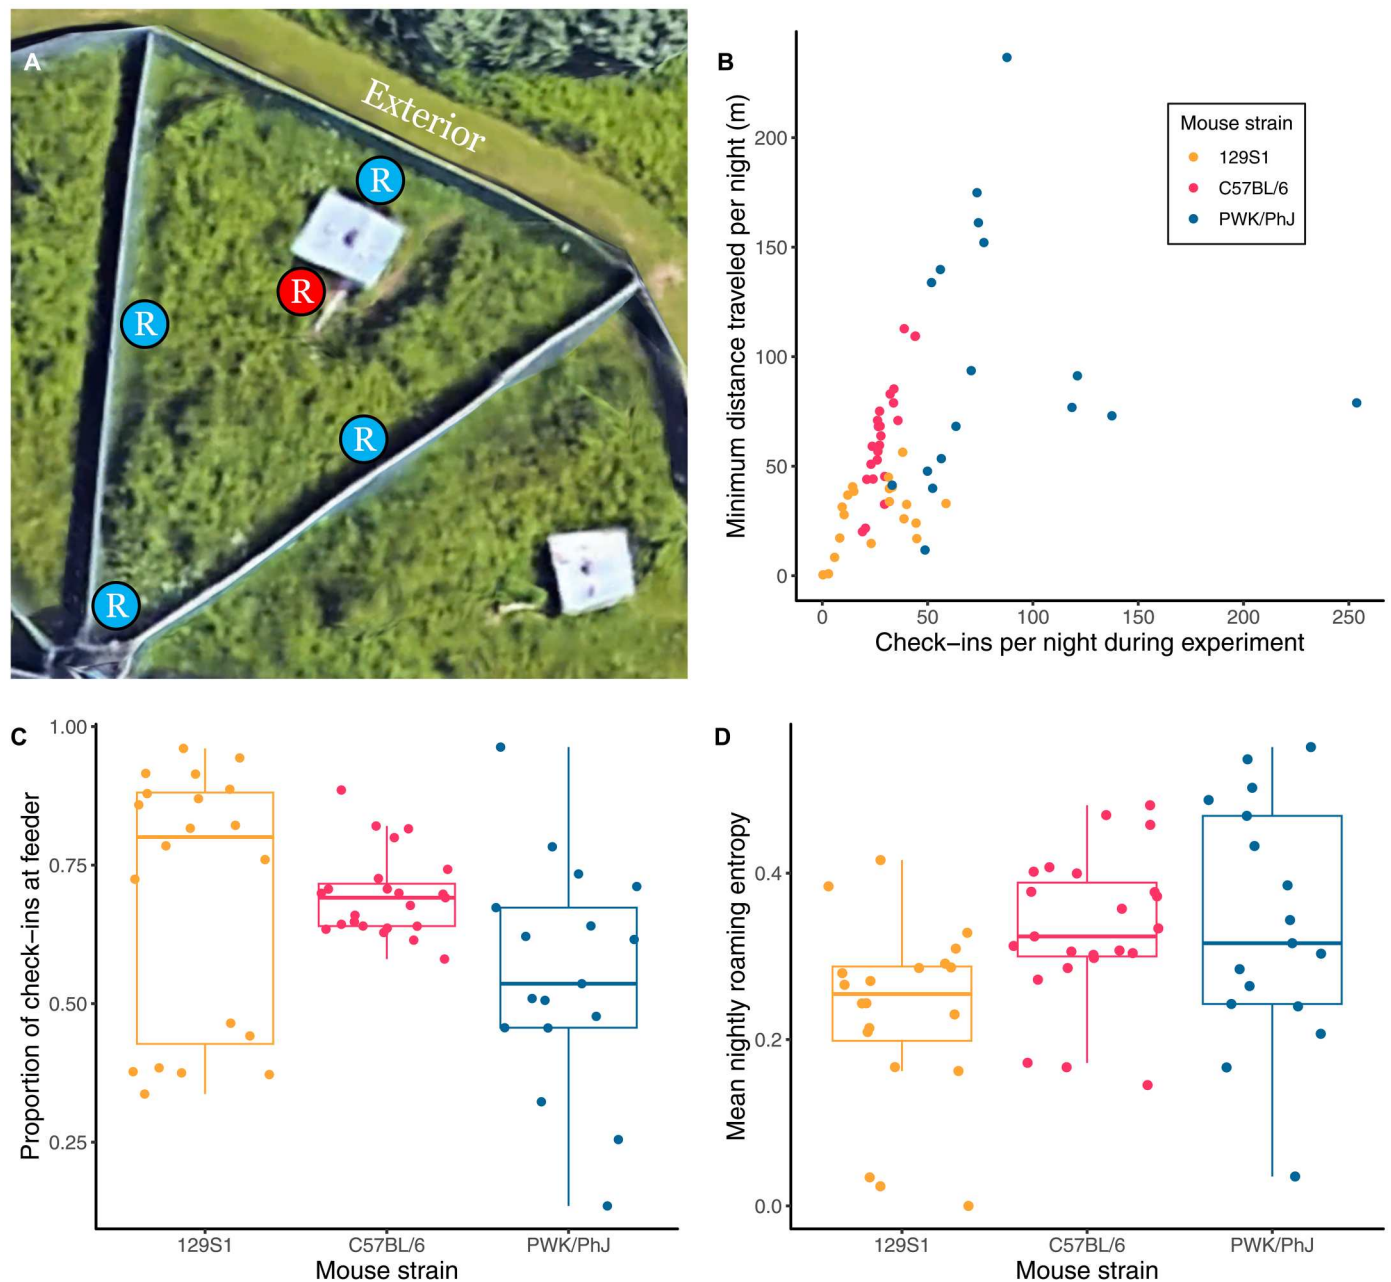 A
Exterior
R
R
R
R
R
B
Minimum distance traveled per night (m)
200
150
100
50
0
0 50 100 150 200 250
Check–ins per night during experiment
Mouse strain
129S1
C57BL/6
PWK/PhJ
C
Proportion of check–ins at feeder
1.00
0.75
0.50
0.25
129S1 C57BL/6 PWK/PhJ
Mouse strain
D
Mean nightly roaming entropy
0.4
0.2
0.0
129S1 C57BL/6 PWK/PhJ
Mouse strain